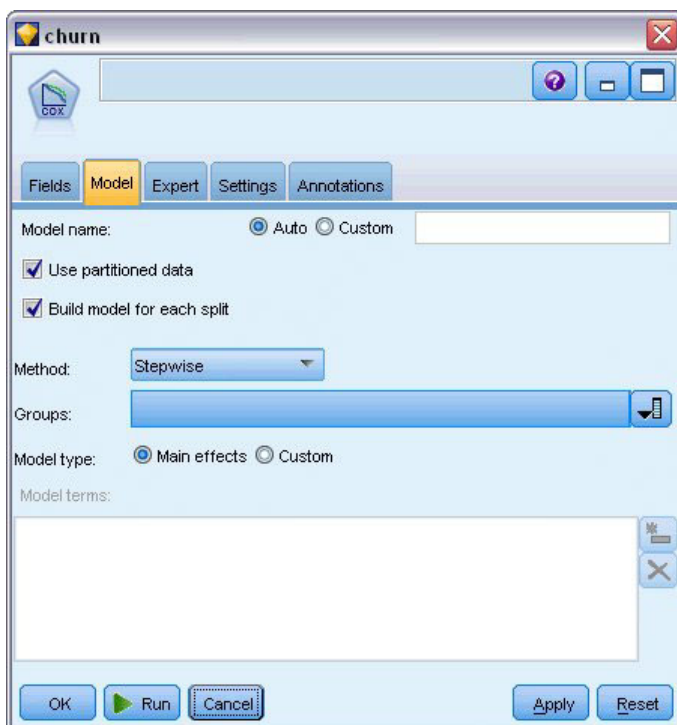 churn
COX
?
Fields Model Expert Settings Annotations
Model name: Auto Custom
Use partitioned data
Build model for each split
Method: Stepwise
Groups:
Model type: Main effects Custom
Model terms:
OK Run Cancel Apply Reset